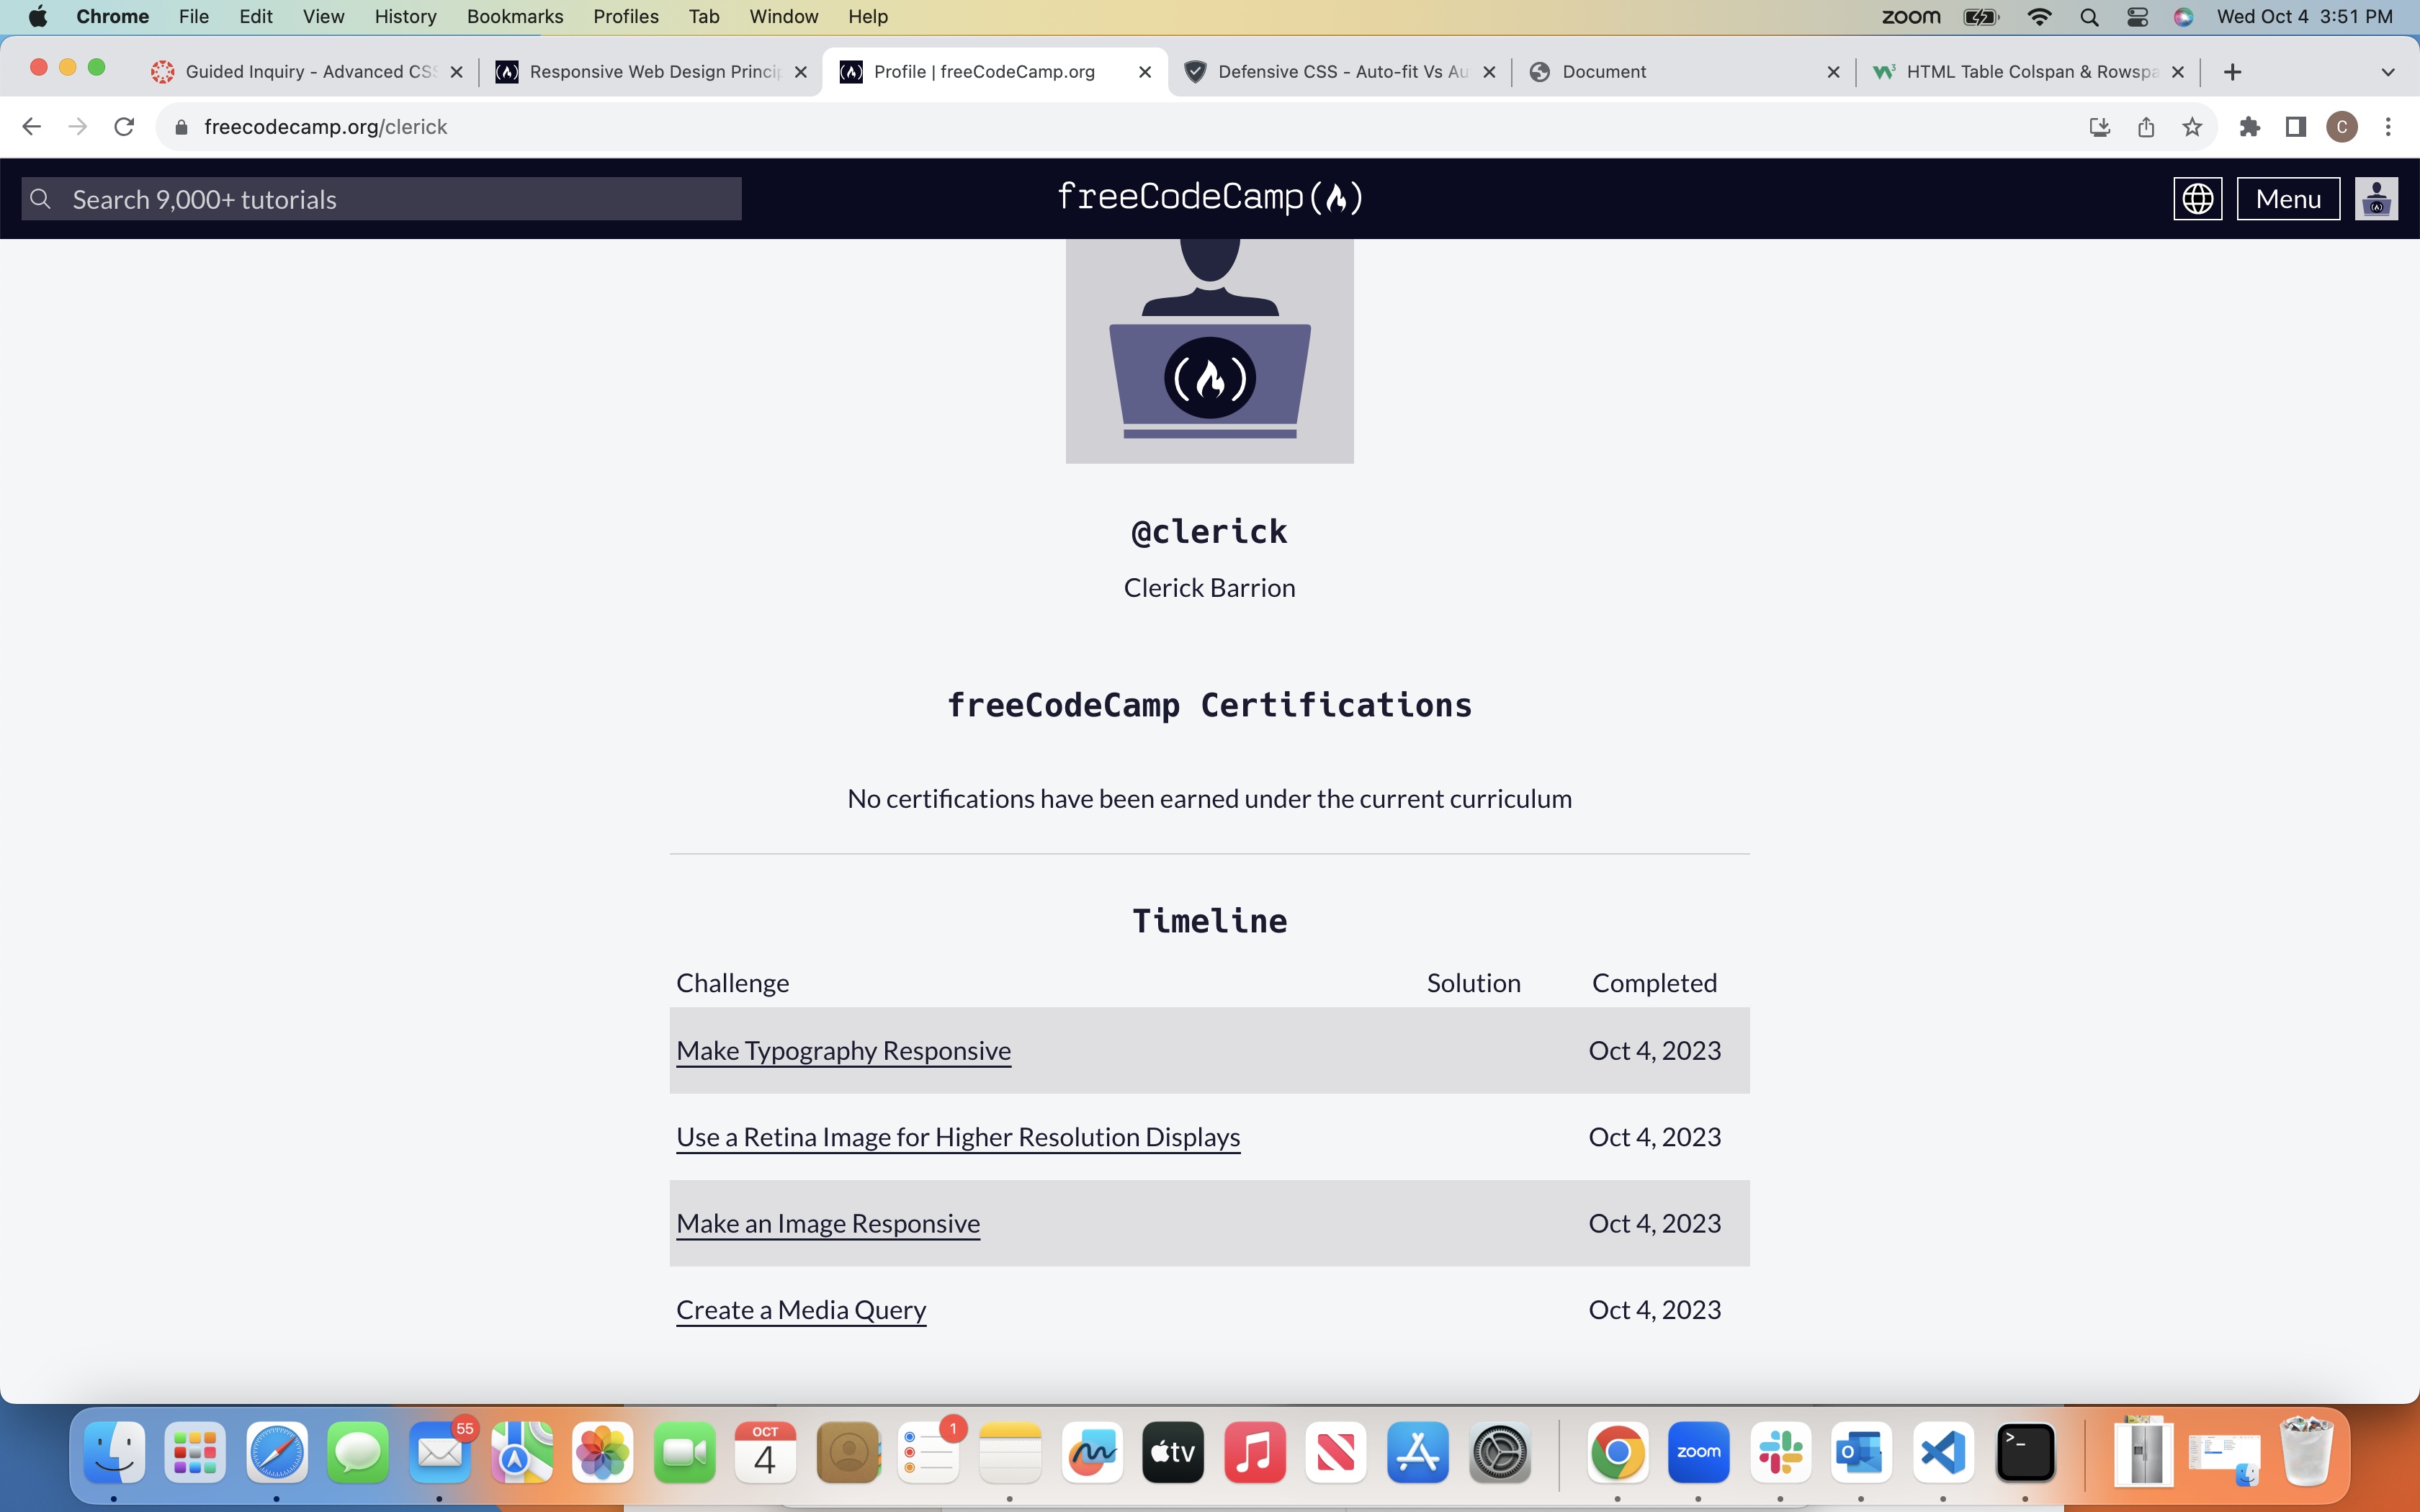 Chrome File Edit View History Bookmarks Profiles Tab Window Help zoom Wed Oct 4 3:51 PM
Guided Inquiry - Advanced CSS Responsive Web Design Princip Profile | freeCodeCamp.org Defensive CSS - Auto-fit Vs Au Document HTML Table Colspan & Rowspa
freecodecamp.org/clerick C
Search 9,000+ tutorials freeCodeCamp Menu
@clerick
Clerick Barrion
freeCodeCamp Certifications
No certifications have been earned under the current curriculum
Timeline
Challenge Solution Completed
Make Typography Responsive Oct 4, 2023
Use a Retina Image for Higher Resolution Displays Oct 4, 2023
Make an Image Responsive Oct 4, 2023
Create a Media Query Oct 4, 2023
55 OCT 4 1 tv zoom